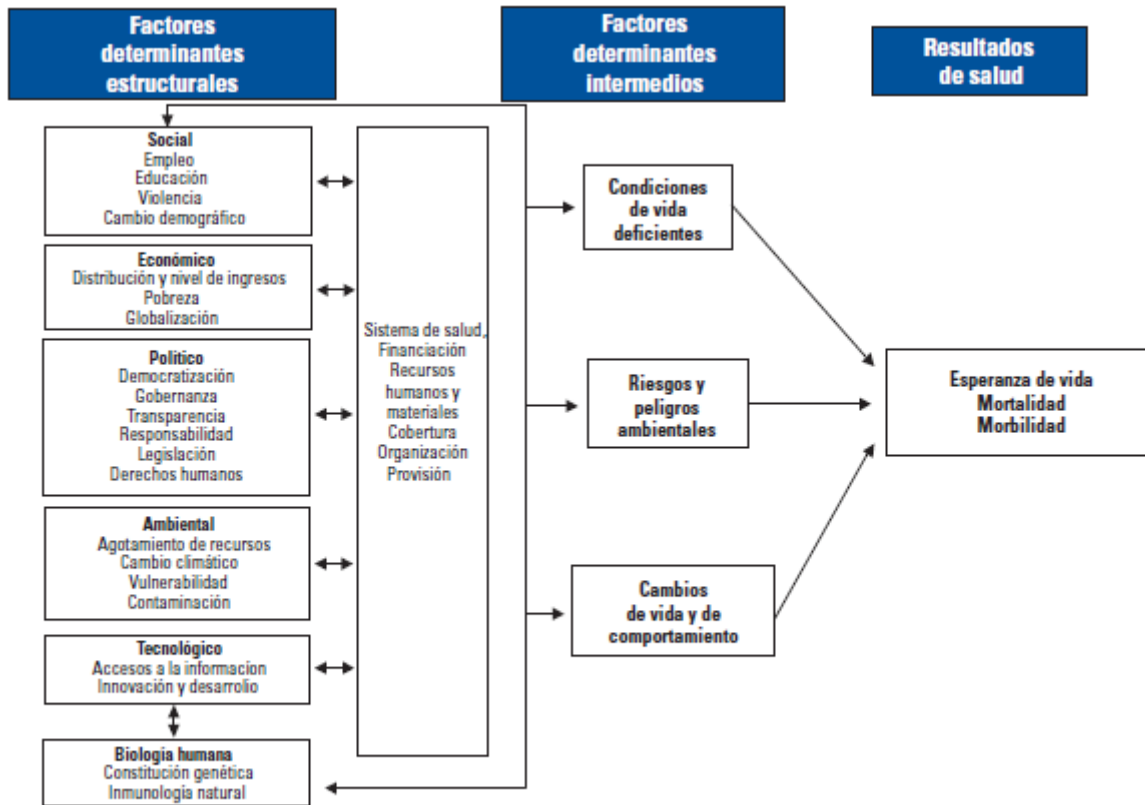 Factores
determinantes
estructurales
Factores
determinantes
intermedios
Resultados
de salud
Social
Empleo
Educación
Violencia
Cambio demográfico
Económico
Distribución y nivel de ingresos
Pobreza
Globalización
Político
Democratización
Gobernanza
Transparencia
Responsabilidad
Legislación
Derechos humanos
Ambiental
Agotamiento de recursos
Cambio climático
Vulnerabilidad
Contaminación
Tecnológico
Accesos a la informacion
Innovación y desarrollo
Biología humana
Constitución genética
Inmunología natural
Sistema de salud,
Financiación
Recursos
humanos y
materiales
Cobertura
Organización
Provisión
Condiciones
de vida
deficientes
Riesgos y
peligros
ambientales
Cambios
de vida y de
comportamiento
Esperanza de vida
Mortalidad
Morbilidad